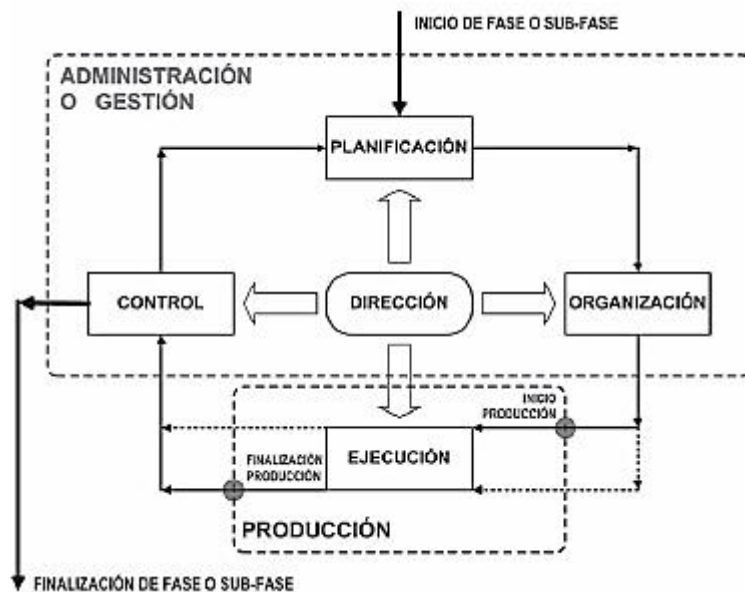 INICIO DE FASE O SUB-FASE
ADMINISTRACIÓN
O GESTIÓN
PLANIFICACIÓN
CONTROL
DIRECCIÓN
ORGANIZACIÓN
INICIO
PRODUCCIÓN
EJECUCIÓN
FINALIZACIÓN
PRODUCCIÓN
PRODUCCIÓN
FINALIZACIÓN DE FASE O SUB-FASE